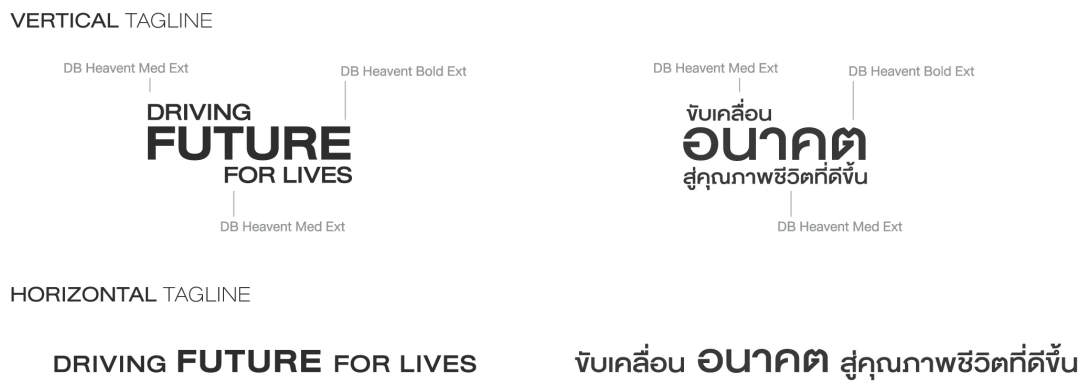 VERTICAL TAGLINE
DB Heavent Med Ext
DB Heavent Bold Ext
DRIVING
FUTURE
FOR LIVES
DB Heavent Med Ext
DB Heavent Med Ext
DB Heavent Bold Ext
ขับเคลื่อน
อนาคต
สู่คุณภาพชีวิตที่ดีขึ้น
DB Heavent Med Ext
HORIZONTAL TAGLINE
DRIVING FUTURE FOR LIVES
ขับเคลื่อน อนาคต สู่คุณภาพชีวิตที่ดีขึ้น